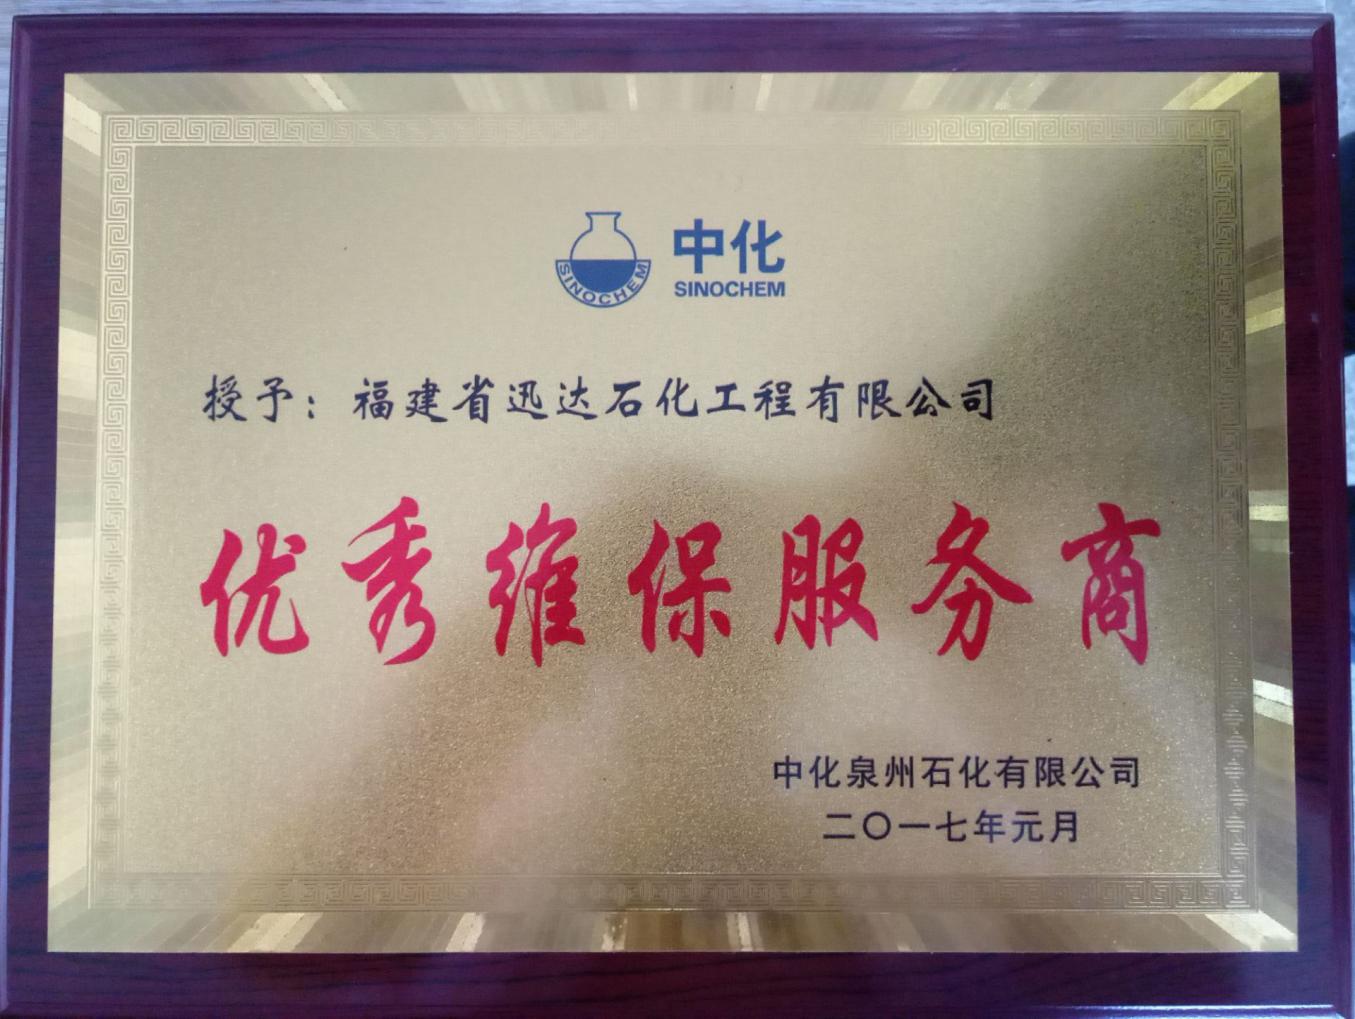 SINOCHEM
中化
SINOCHEM
授予：福建省迅达石化工程有限公司
优秀维保服务商
中化泉州石化有限公司
二〇一七年元月